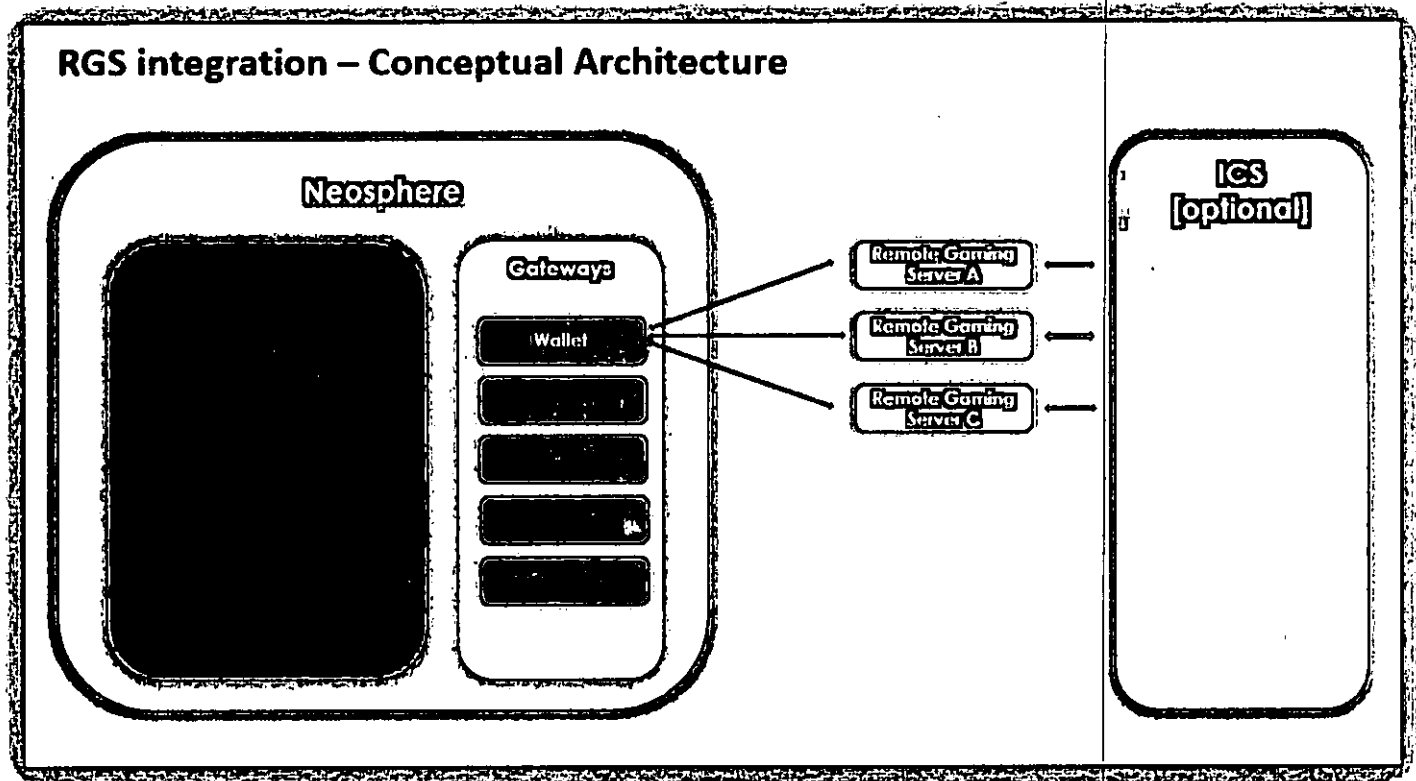 RGS integration – Conceptual Architecture
Neosphere
ICS
[optional]
Gateways
Wallet
Remote Gaming
Server A
Remote Gaming
Server B
Remote Gaming
Server C